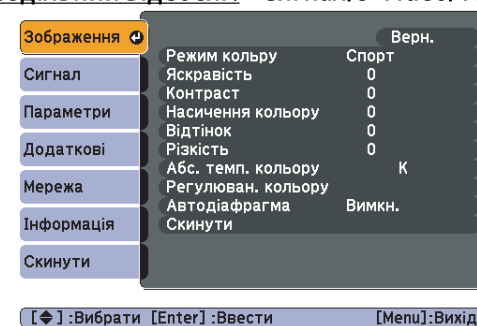 Зображення
Сигнал
Параметри
Додаткові
Мережа
Інформація
Скинути
Верн.
Режим кольру Спорт
Яскравість 0
Контраст 0
Насичення кольору 0
Відтінок 0
Різкість 0
Абс. темп. кольору К
Регулюван. кольору
Автодіафрагма Вимкн.
Скинути
[◆] :Вибрати [Enter] :Ввести [Menu]:Вихід